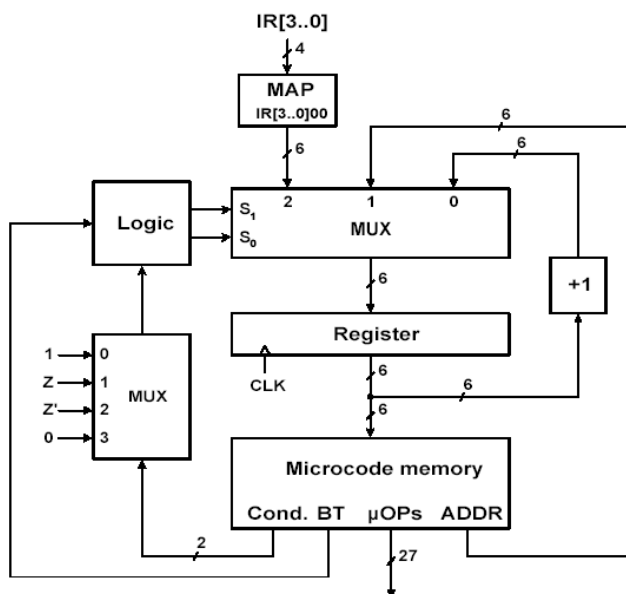 IR[3..0]
4
MAP
IR[3..0]00
6
6
6
2
1
0
Logic
S1
S0
MUX
6
+1
Register
CLK
6
6
6
1
0
Z
1
Z'
2
0
3
MUX
Microcode memory
Cond. BT µOPs ADDR
2
27